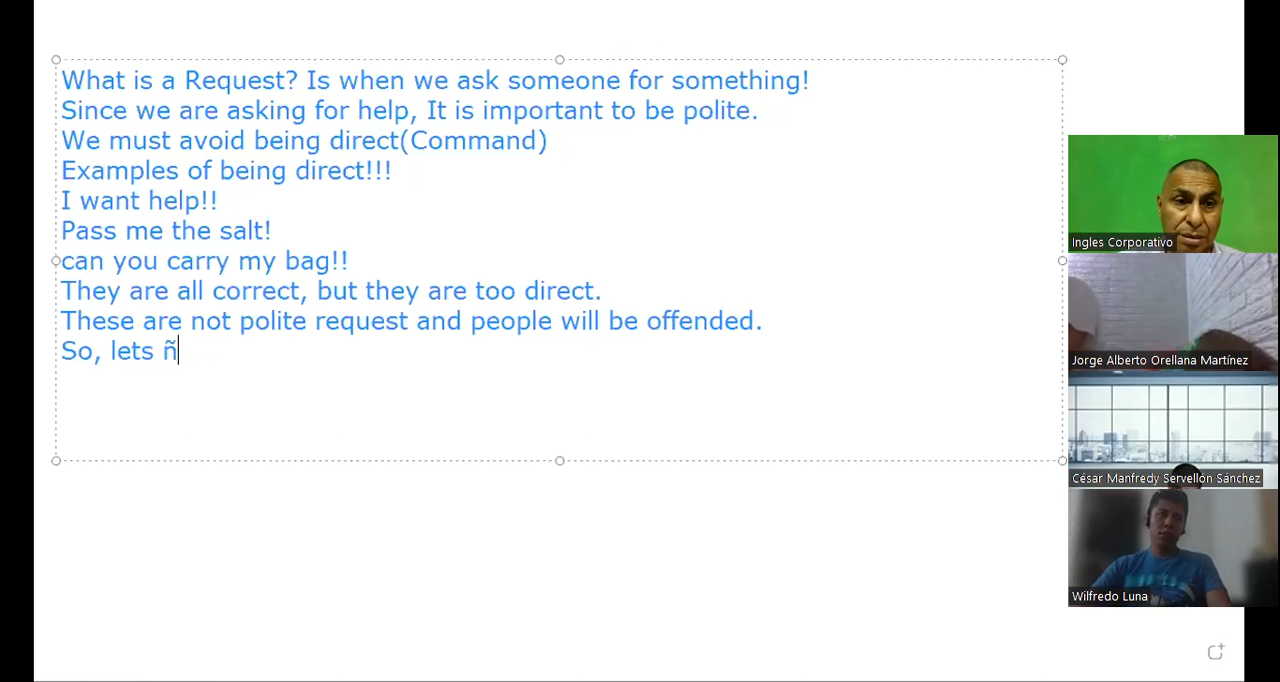 What is a Request? Is when we ask someone for something!
Since we are asking for help, It is important to be polite.
We must avoid being direct(Command)
Examples of being direct!!!
I want help!!
Pass me the salt!
can you carry my bag!!
They are all correct, but they are too direct.
These are not polite request and people will be offended.
So, lets ñ
Ingles Corporativo
Jorge Alberto Orellana Martínez
César Manfredy Servellón Sánchez
Wilfredo Luna